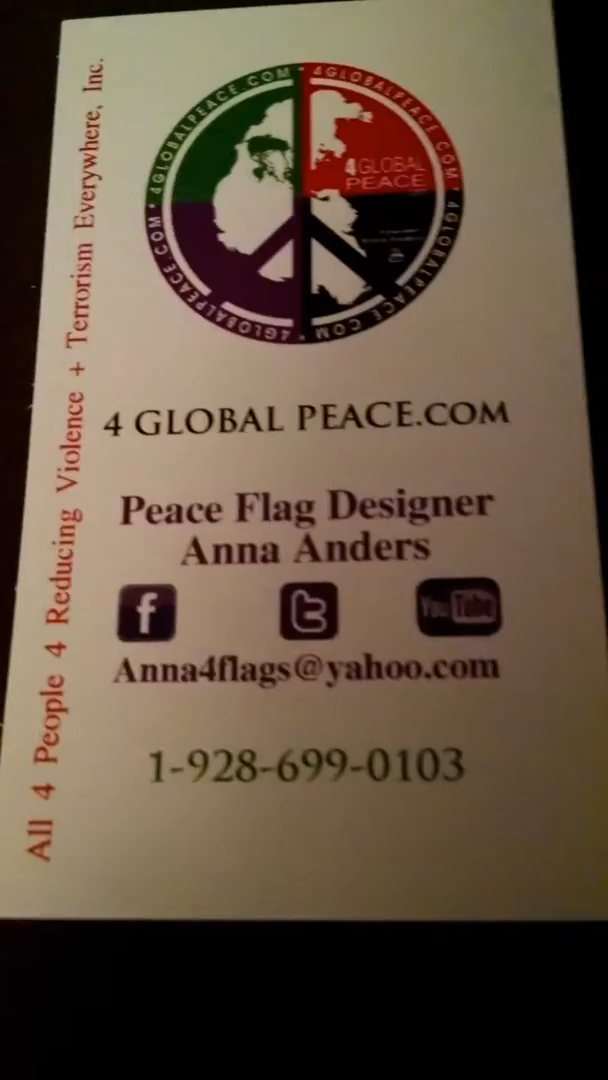 4GLOBALPEACE.COM * 4GLOBALPEACE.COM * 4GLOBALPEACE.COM * 4GLOBALPEACE.COM * 4GLOBALPEACE.COM *
4 GLOBAL
PEACE
4 GLOBAL PEACE.COM
Peace Flag Designer
Anna Anders
f
t
You Tube
Anna4flags@yahoo.com
1-928-699-0103
All 4 People 4 Reducing Violence + Terrorism Everywhere, Inc.